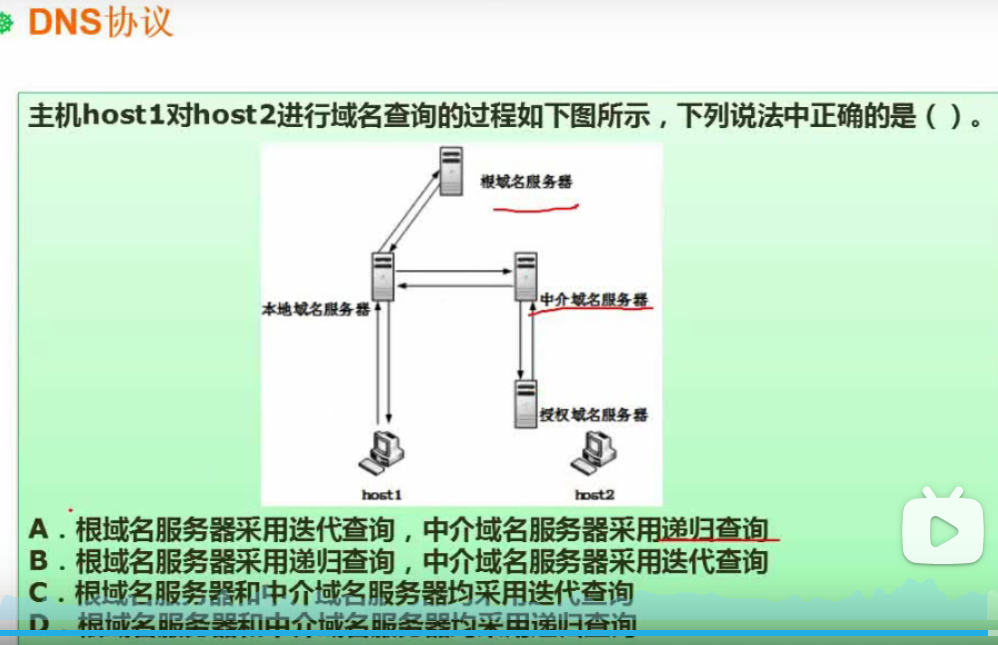 DNS协议
主机host1对host2进行域名查询的过程如下图所示，下列说法中正确的是（ ）。
根域名服务器
本地域名服务器
中介域名服务器
授权域名服务器
host1
host2
A．根域名服务器采用迭代查询，中介域名服务器采用递归查询
B．根域名服务器采用递归查询，中介域名服务器采用迭代查询
C．根域名服务器和中介域名服务器均采用迭代查询
D．根域名服务器和中介域名服务器均采用递归查询